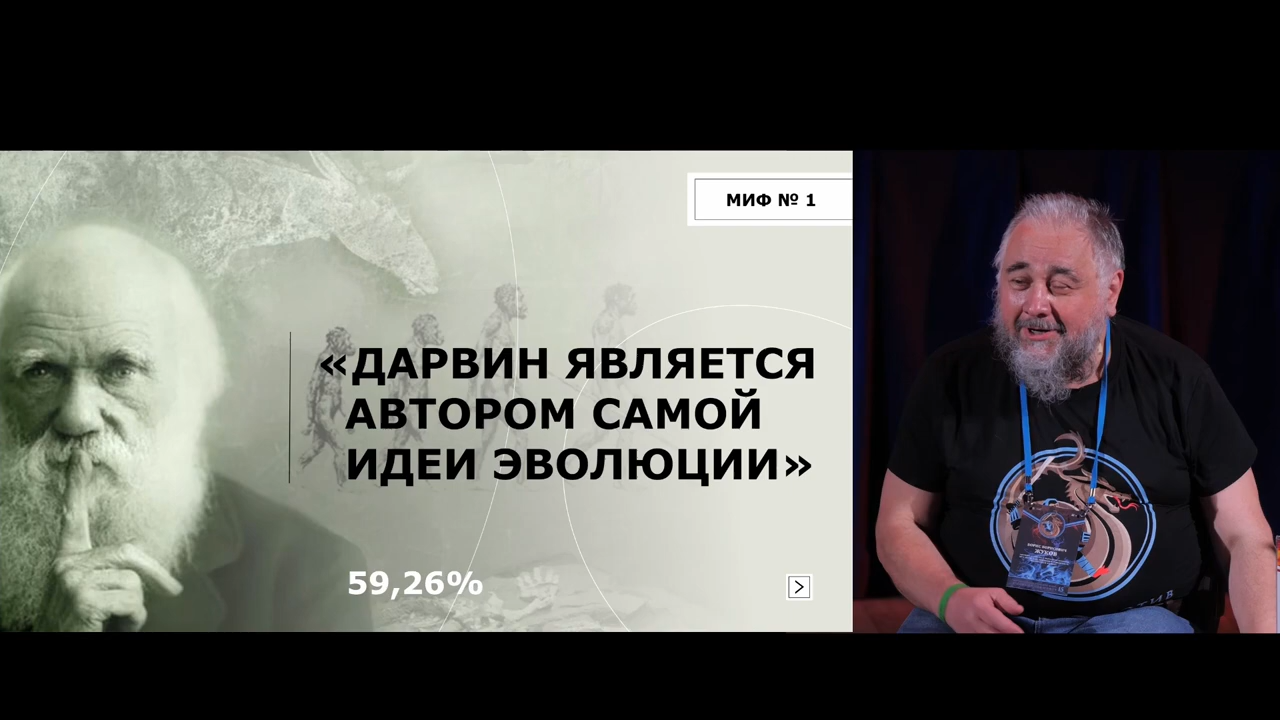 МИФ № 1
«ДАРВИН ЯВЛЯЕТСЯ
АВТОРОМ САМОЙ
ИДЕИ ЭВОЛЮЦИИ»
59,26%